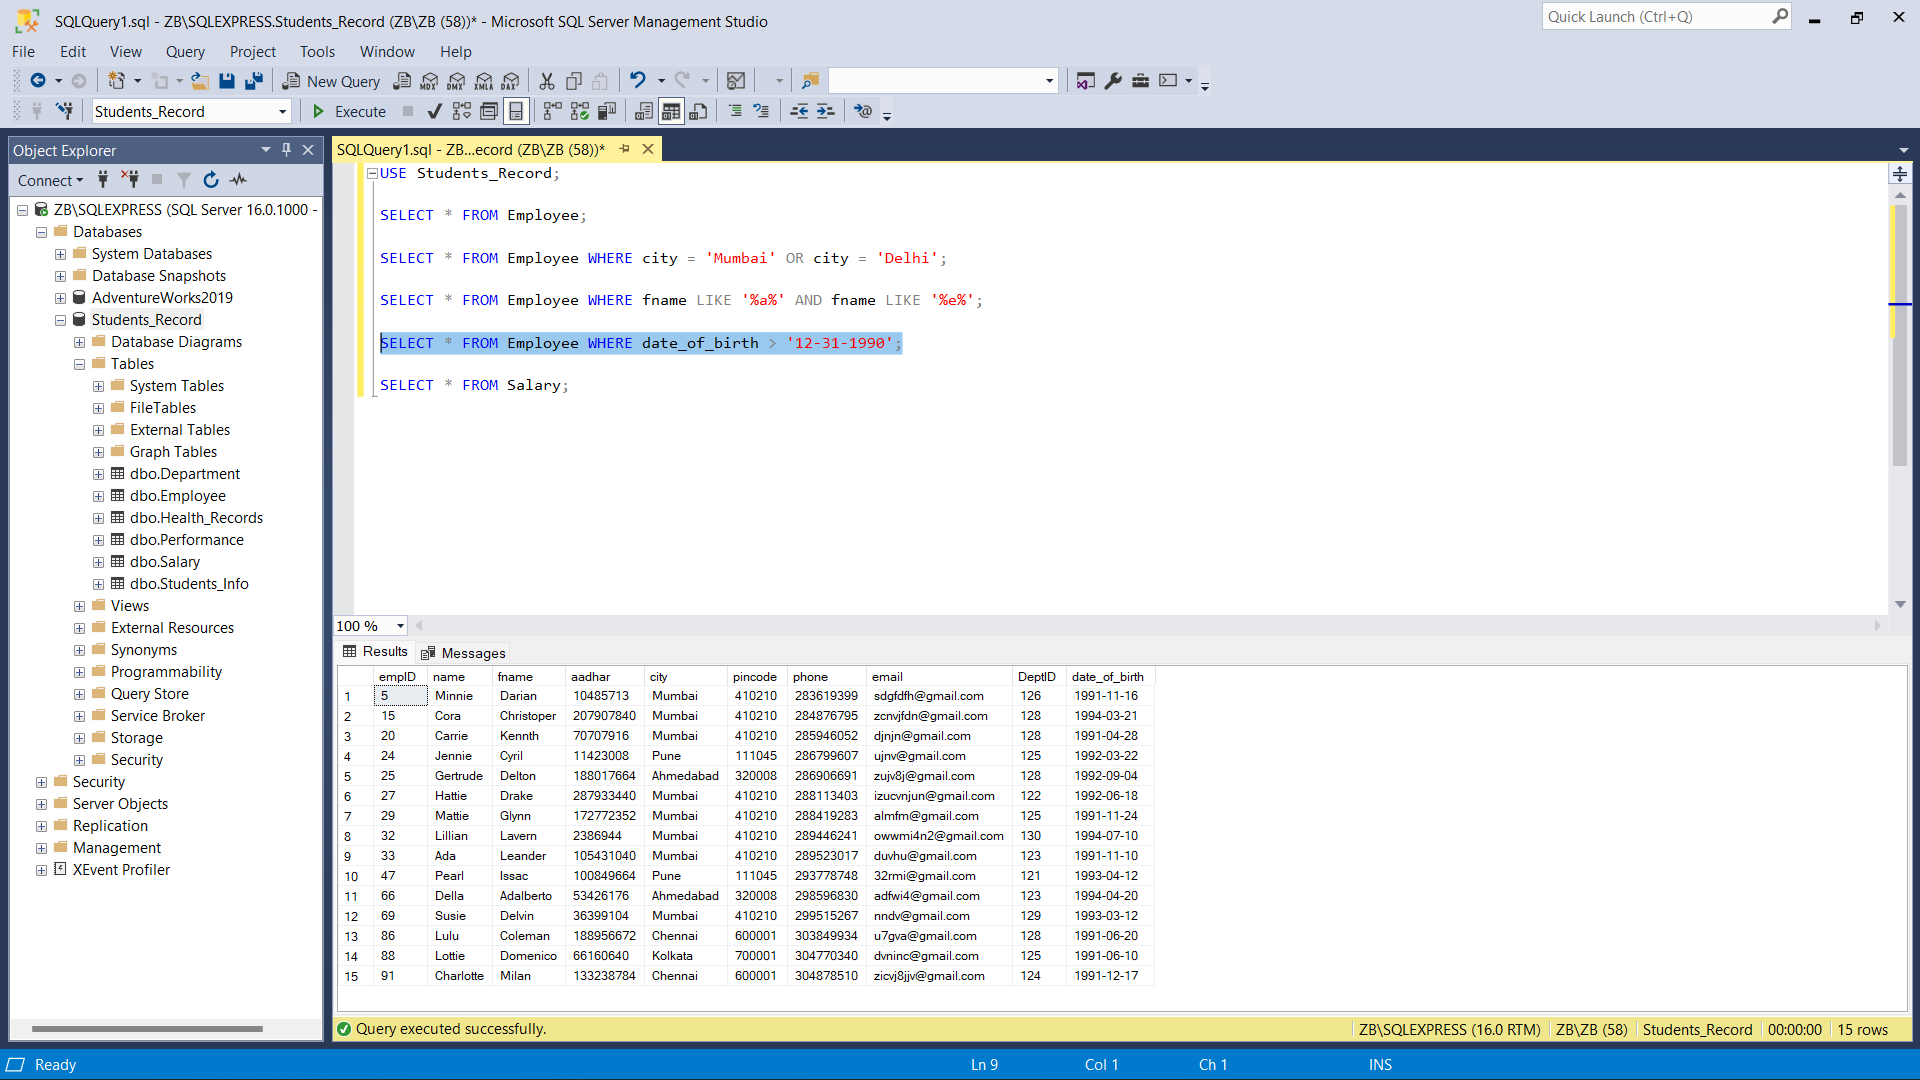 SQLQuery1.sql - ZB\SQLEXPRESS.Students_Record (ZB\ZB (58))* - Microsoft SQL Server Management Studio
Quick Launch (Ctrl+Q)
File Edit View Query Project Tools Window Help
New Query MDX DMX XMLA DAX
Students_Record Execute
Object Explorer
Connect
ZB\SQLEXPRESS (SQL Server 16.0.1000 -
Databases
System Databases
Database Snapshots
AdventureWorks2019
Students_Record
Database Diagrams
Tables
System Tables
FileTables
External Tables
Graph Tables
dbo.Department
dbo.Employee
dbo.Health_Records
dbo.Performance
dbo.Salary
dbo.Students_Info
Views
External Resources
Synonyms
Programmability
Query Store
Service Broker
Storage
Security
Security
Server Objects
Replication
Management
XEvent Profiler
SQLQuery1.sql - ZB...ecord (ZB\ZB (58))*
USE Students_Record;
SELECT * FROM Employee;
SELECT * FROM Employee WHERE city = 'Mumbai' OR city = 'Delhi';
SELECT * FROM Employee WHERE fname LIKE '%a%' AND fname LIKE '%e%';
SELECT * FROM Employee WHERE date_of_birth > '12-31-1990';
SELECT * FROM Salary;
100 %
Results Messages
empID name fname aadhar city pincode phone email DeptID date_of_birth
1 5 Minnie Darian 10485713 Mumbai 410210 283619399 sdgfdfh@gmail.com 126 1991-11-16
2 15 Cora Christoper 207907840 Mumbai 410210 284876795 zcnvjfdn@gmail.com 128 1994-03-21
3 20 Carrie Kennth 70707916 Mumbai 410210 285946052 djnjn@gmail.com 128 1991-04-28
4 24 Jennie Cyril 11423008 Pune 111045 286799607 ujnv@gmail.com 125 1992-03-22
5 25 Gertrude Delton 188017664 Ahmedabad 320008 286906691 zujv8j@gmail.com 128 1992-09-04
6 27 Hattie Drake 287933440 Mumbai 410210 288113403 izucvnjun@gmail.com 122 1992-06-18
7 29 Mattie Glynn 172772352 Mumbai 410210 288419283 almfm@gmail.com 125 1991-11-24
8 32 Lillian Lavern 2386944 Mumbai 410210 289446241 owwmi4n2@gmail.com 130 1994-07-10
9 33 Ada Leander 105431040 Mumbai 410210 289523017 duvhu@gmail.com 123 1991-11-10
10 47 Pearl Issac 100849664 Pune 111045 293778748 32rmi@gmail.com 121 1993-04-12
11 66 Della Adalberto 53426176 Ahmedabad 320008 298596830 adfwi4@gmail.com 123 1994-04-20
12 69 Susie Delvin 36399104 Mumbai 410210 299515267 nndv@gmail.com 129 1993-03-12
13 86 Lulu Coleman 188956672 Chennai 600001 303849934 u7gva@gmail.com 128 1991-06-20
14 88 Lottie Domenico 66160640 Kolkata 700001 304770340 dvninc@gmail.com 125 1991-06-10
15 91 Charlotte Milan 133238784 Chennai 600001 304878510 zicvj8jjv@gmail.com 124 1991-12-17
Query executed successfully. ZB\SQLEXPRESS (16.0 RTM) ZB\ZB (58) Students_Record 00:00:00 15 rows
Ready Ln 9 Col 1 Ch 1 INS